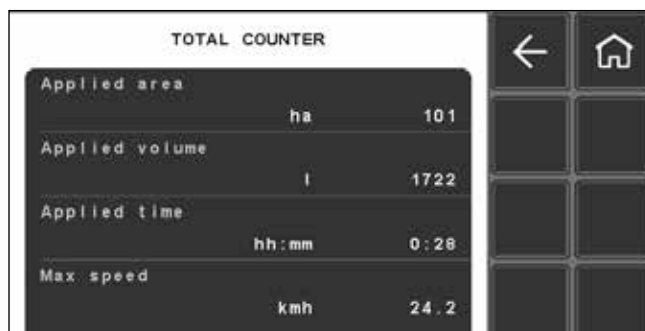 TOTAL COUNTER
Applied area
ha 101
Applied volume
l 1722
Applied time
hh:mm 0:28
Max speed
kmh 24.2